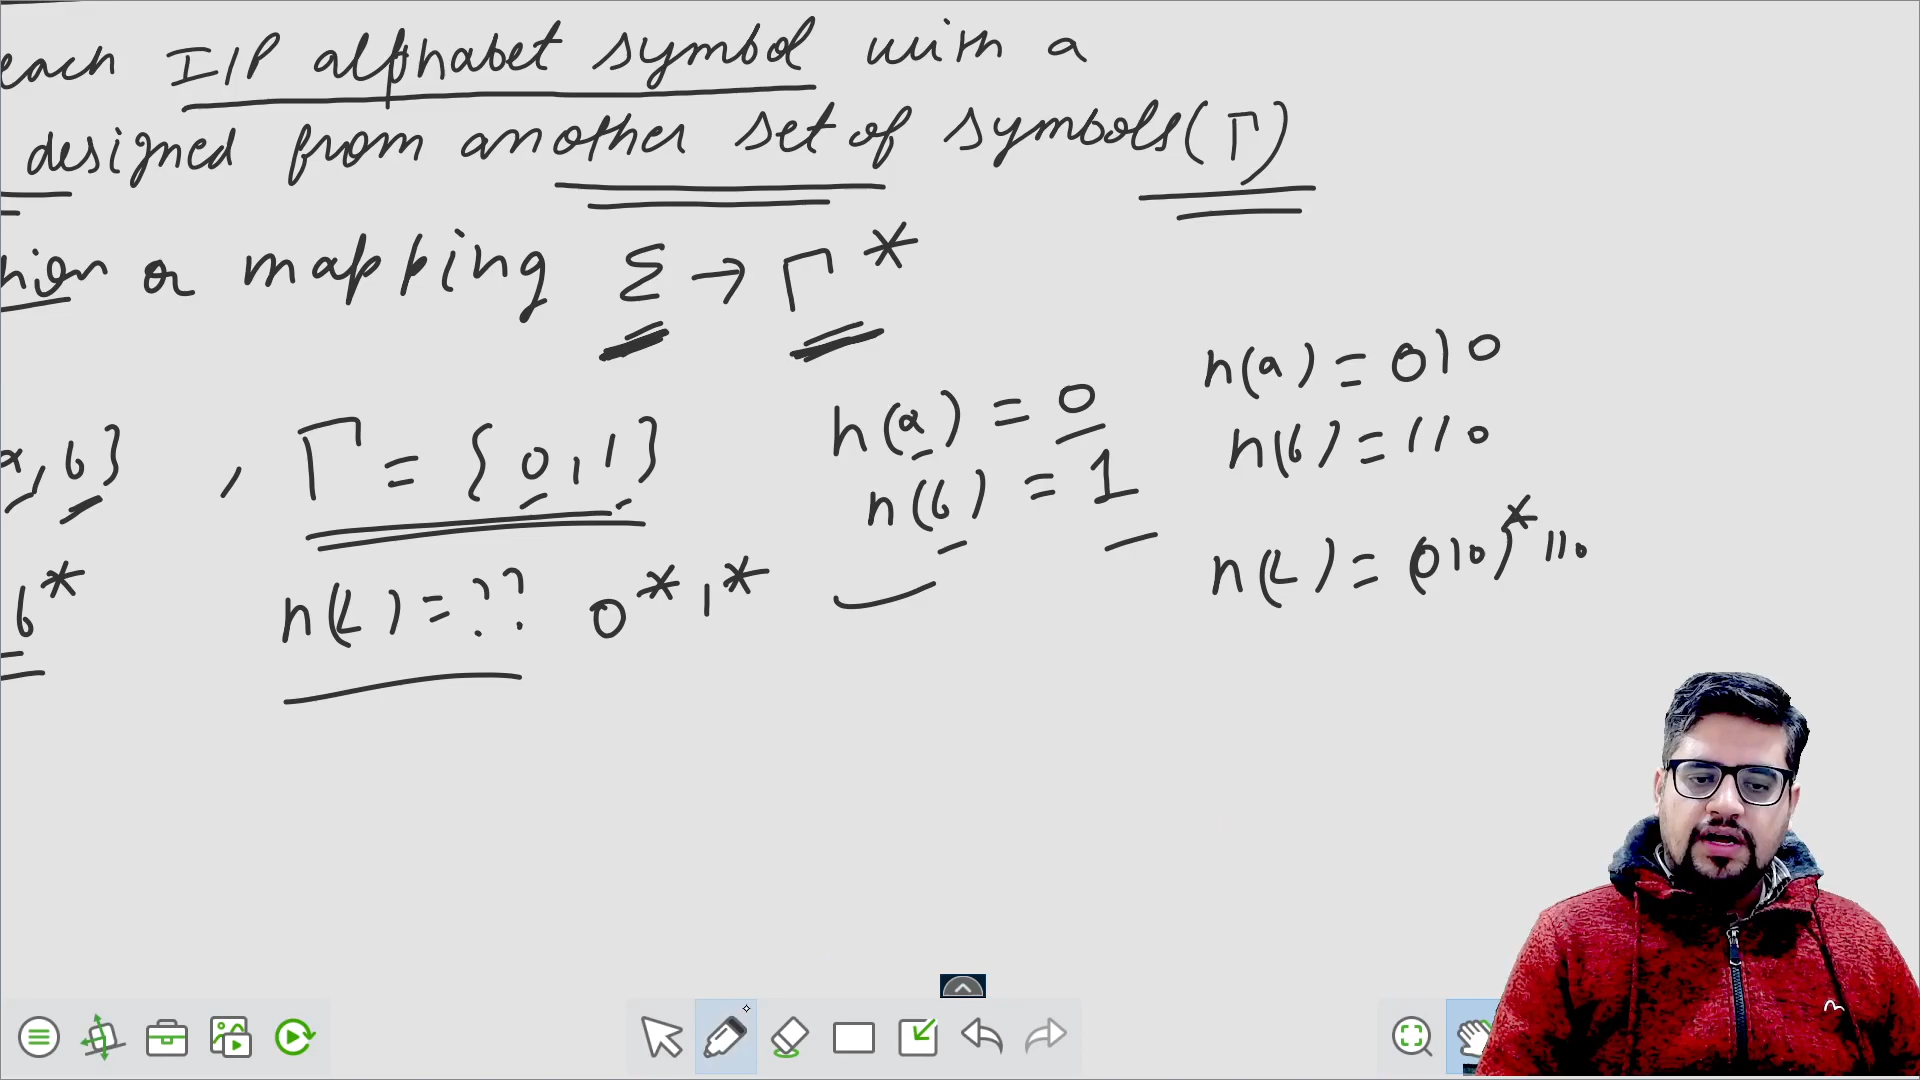 each I/P alphabet symbol with a
designed from another set of symbols (Γ)
or mapping Σ → Γ*
, b} , Γ = {0, 1}
h(a) = 0
h(b) = 1
h(a) = 010
h(b) = 110
b* h(L) = ?? 0*1*
h(L) = (010)*110